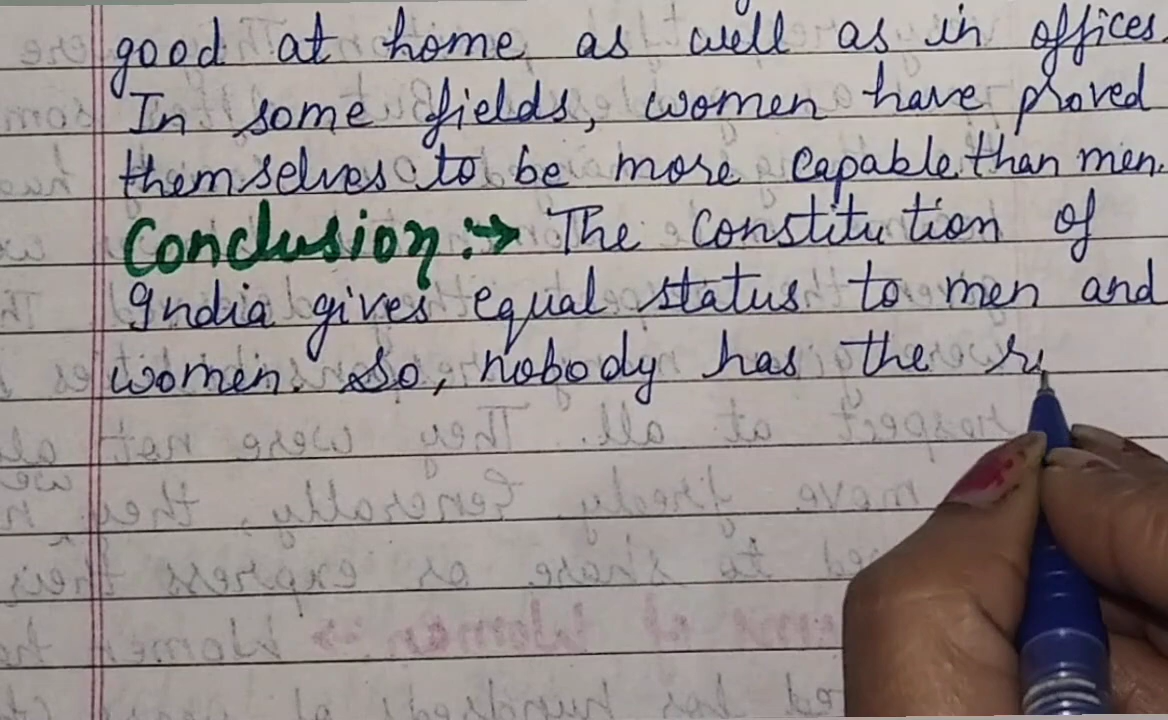 good at home as well as in offices.
In some fields, women have proved
themselves to be more capable than men.
Conclusion :→ The constitution of
India gives equal status to men and
women. So, nobody has the